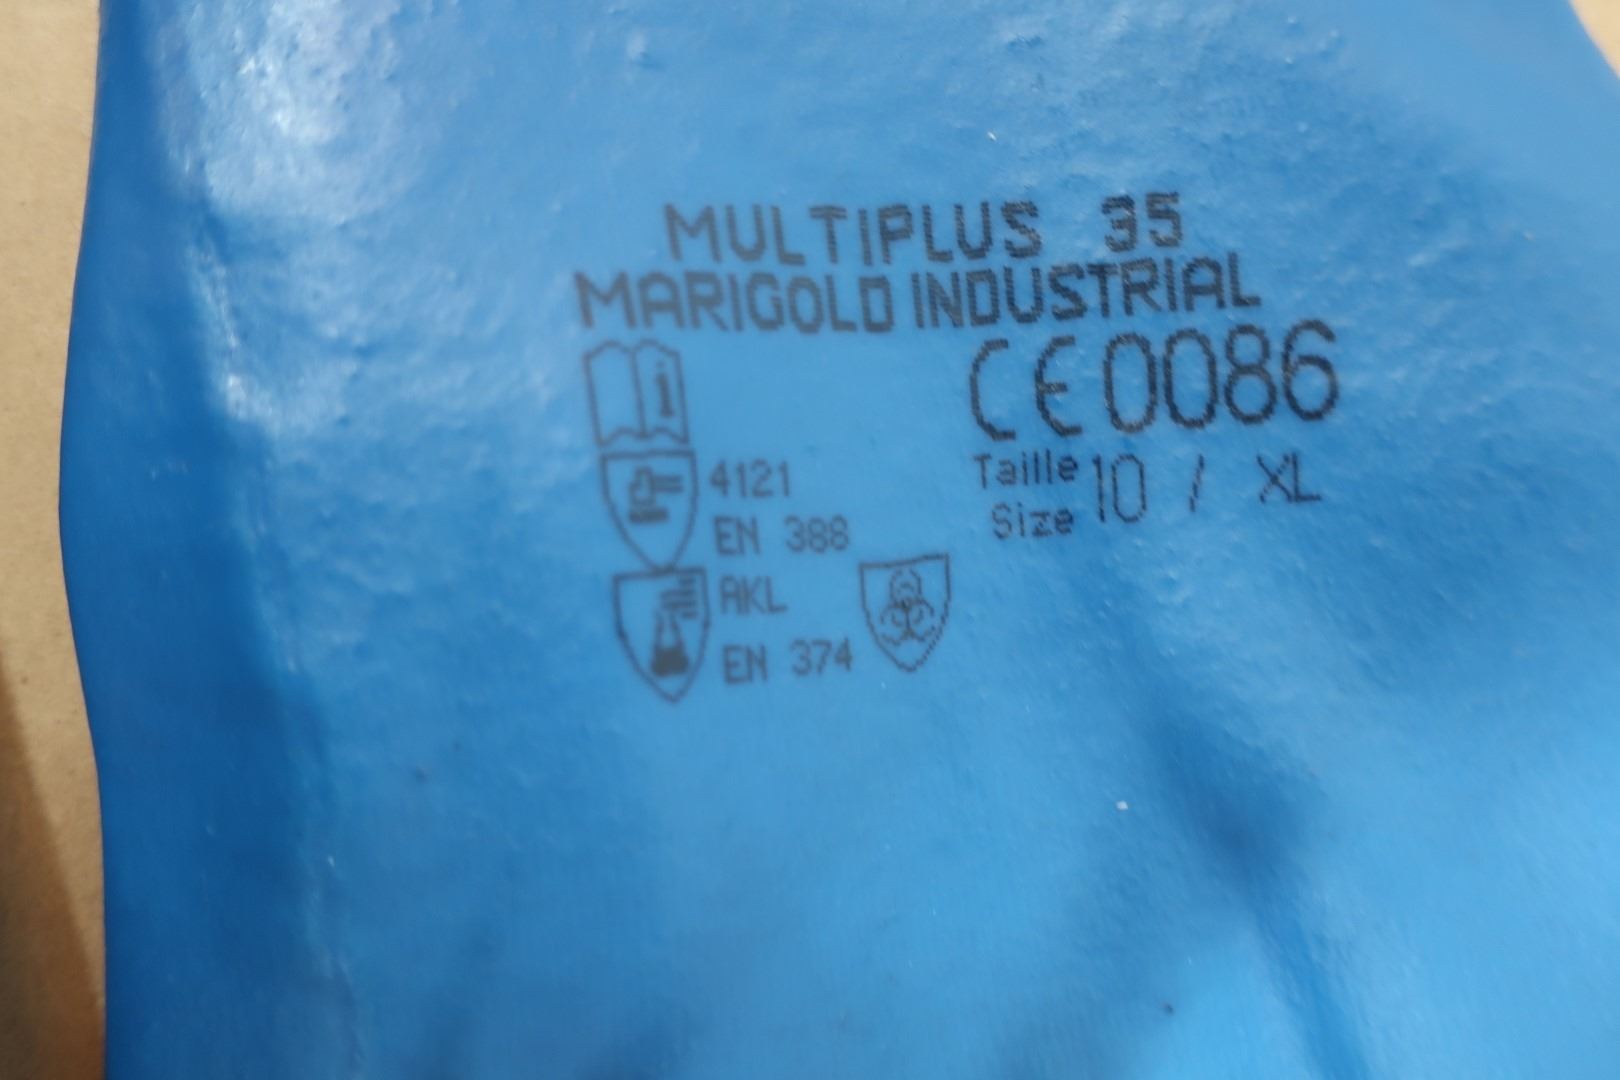 MULTIPLUS 35
MARIGOLD INDUSTRIAL
i
CE 0086
4121
EN 388
Taille
Size
10 / XL
AKL
EN 374